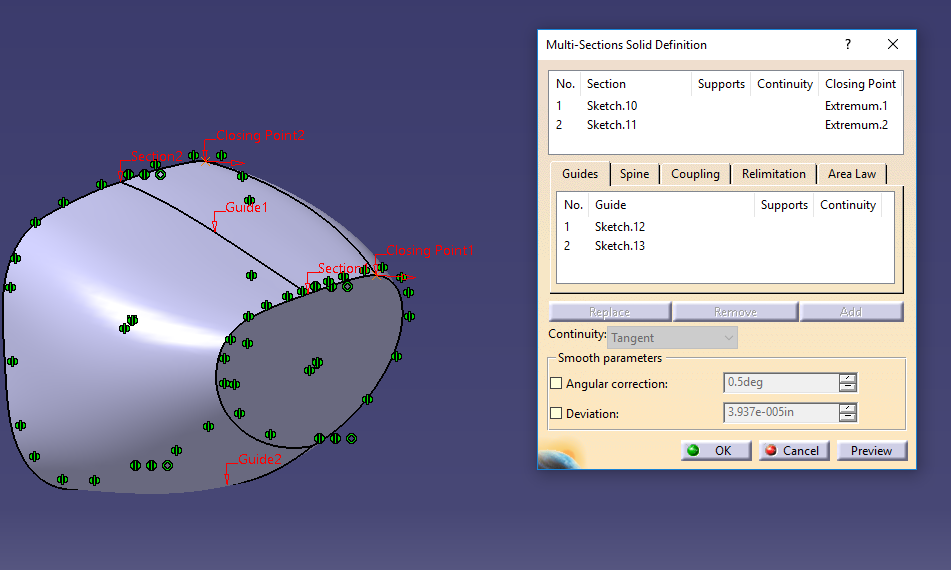 Multi-Sections Solid Definition
?
No. Section Supports Continuity Closing Point
1 Sketch.10 Extremum.1
2 Sketch.11 Extremum.2
Guides Spine Coupling Relimitation Area Law
No. Guide Supports Continuity
1 Sketch.12
2 Sketch.13
Replace Remove Add
Continuity: Tangent
Smooth parameters
Angular correction: 0.5deg
Deviation: 3.937e-005in
OK Cancel Preview
Closing Point2
Section2
Guide1
Closing Point1
Section
Guide2